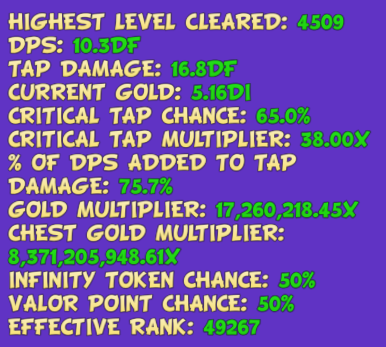 HIGHEST LEVEL CLEARED: 4509
DPS: 10.3DF
TAP DAMAGE: 16.8DF
CURRENT GOLD: 5.16DI
CRITICAL TAP CHANCE: 65.0%
CRITICAL TAP MULTIPLIER: 38.00X
% OF DPS ADDED TO TAP
DAMAGE: 75.7%
GOLD MULTIPLIER: 17,260,218.45X
CHEST GOLD MULTIPLIER:
8,371,205,948.61X
INFINITY TOKEN CHANCE: 50%
VALOR POINT CHANCE: 50%
EFFECTIVE RANK: 49267